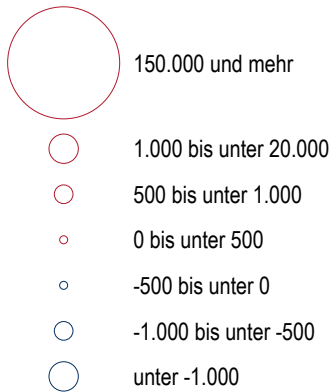 150.000 und mehr
1.000 bis unter 20.000
500 bis unter 1.000
0 bis unter 500
-500 bis unter 0
-1.000 bis unter -500
unter -1.000